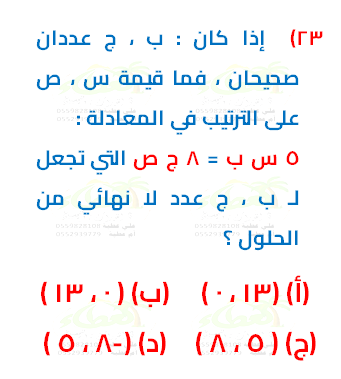 ٢٣) إذا كان : ب ، ج عددان
صحيحان ، فما قيمة س ، ص
على الترتيب في المعادلة :
٥ س ب = ٨ ج ص التي تجعل
لـ ب ، ج عدد لا نهائي من
الحلول ؟
(أ) (١٣ ، ٠) (ب) (٠ ، ١٣)
(ج) (٥ ، ٨) (د) (-٨ ، ٥)